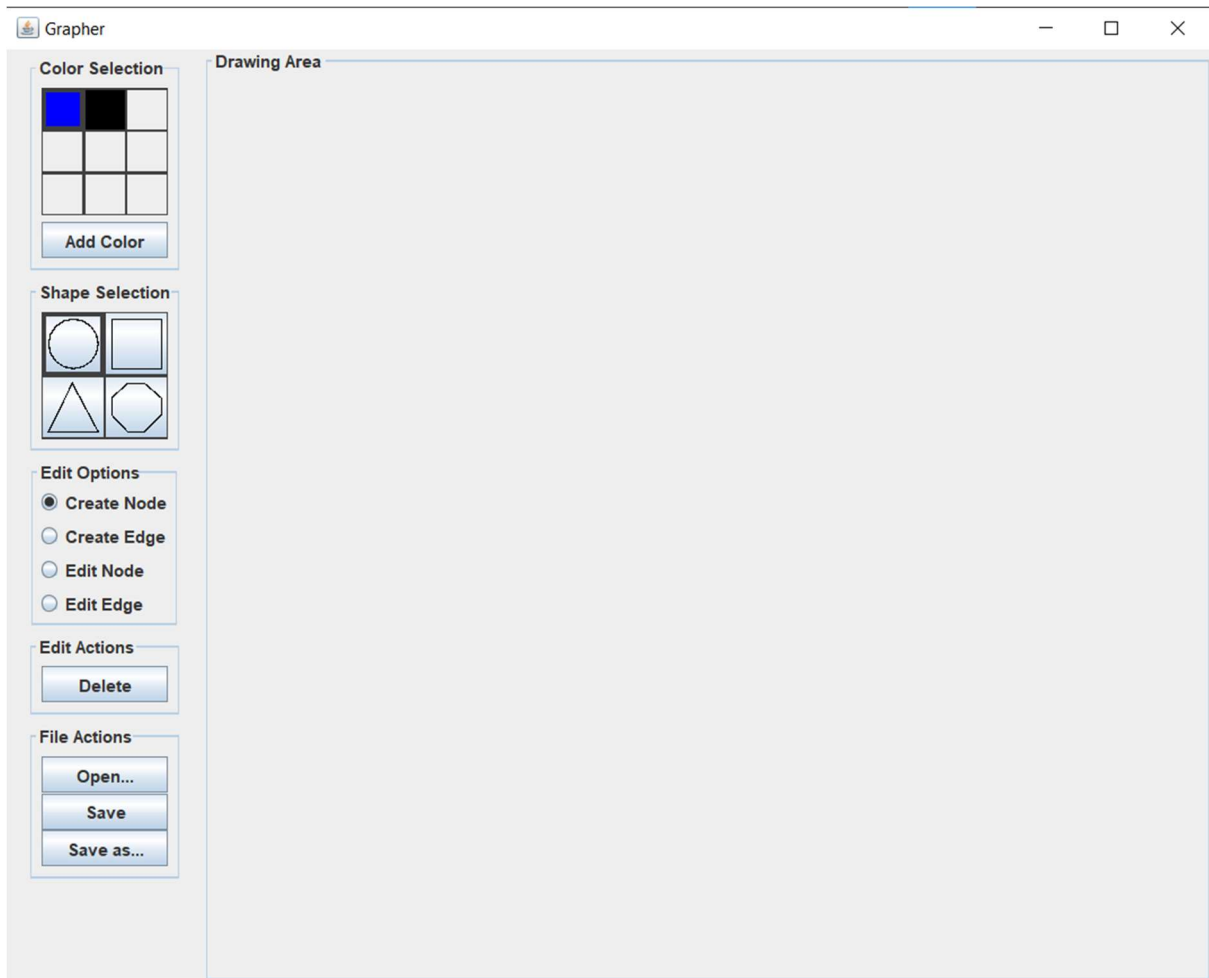 Grapher
Color Selection
Add Color
Shape Selection
Edit Options
Create Node
Create Edge
Edit Node
Edit Edge
Edit Actions
Delete
File Actions
Open...
Save
Save as...
Drawing Area